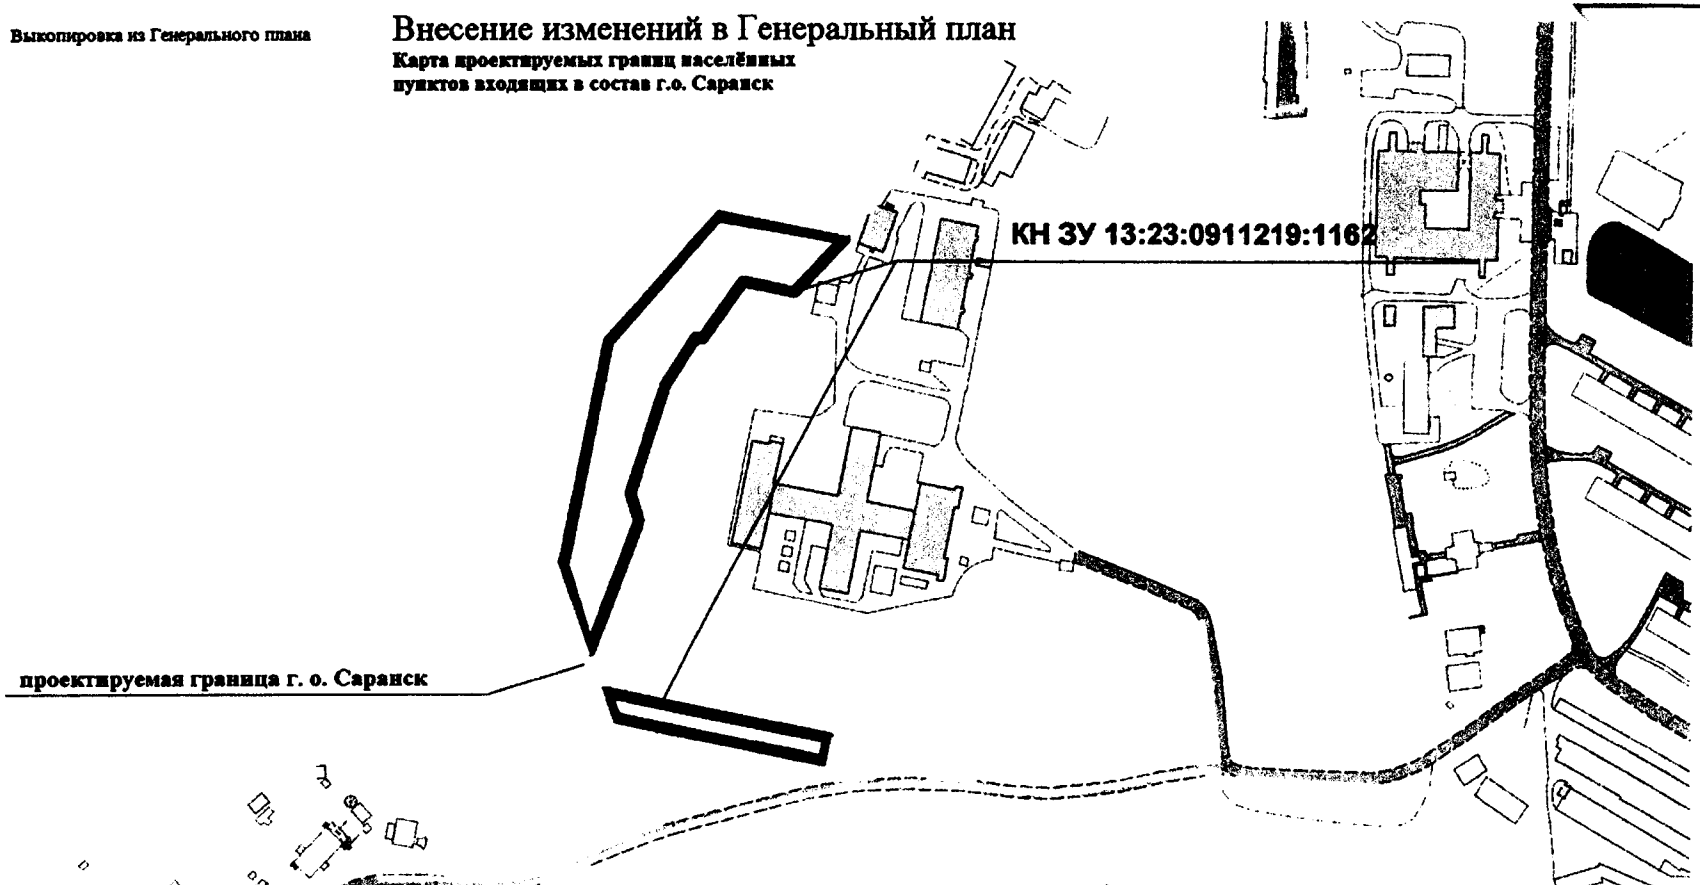 Выкопировка из Генерального плана
Внесение изменений в Генеральный план
Карта проектируемых границ населённых
пунктов входящих в состав г.о. Саранск
КН ЗУ 13:23:0911219:1162
проектируемая граница г. о. Саранск